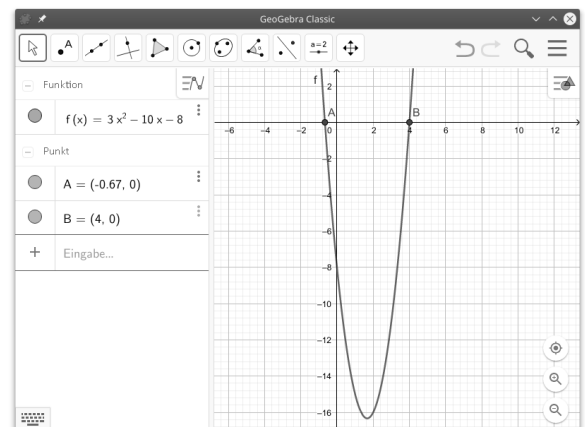 GeoGebra Classic
A
a=2
Funktion
f(x) = 3x² − 10x − 8
Punkt
A = (-0.67, 0)
B = (4, 0)
Eingabe...
f
2
A
B
−6
−4
−2
0
2
4
6
8
10
12
−2
−4
−6
−8
−10
−12
−14
−16